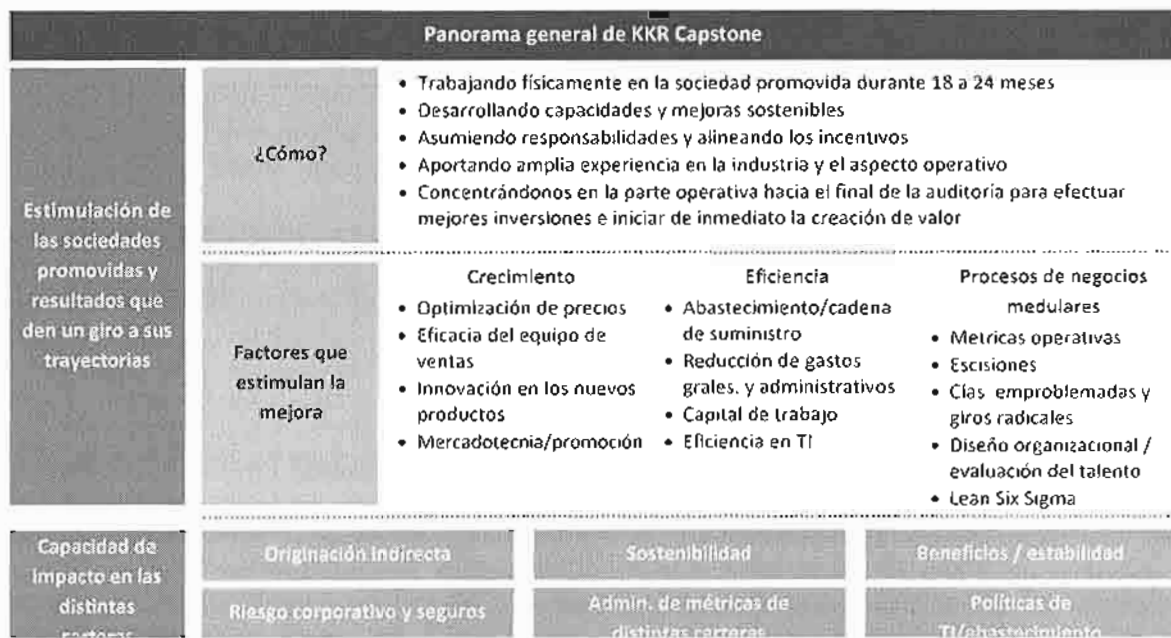 Panorama general de KKR Capstone
Estimulación de
las sociedades
promovidas y
resultados que
den un giro a sus
trayectorias
¿Cómo?
• Trabajando físicamente en la sociedad promovida durante 18 a 24 meses
• Desarrollando capacidades y mejoras sostenibles
• Asumiendo responsabilidades y alineando los incentivos
• Aportando amplia experiencia en la industria y el aspecto operativo
• Concentrándonos en la parte operativa hacia el final de la auditoría para efectuar
mejores inversiones e iniciar de inmediato la creación de valor
Factores que
estimulan la
mejora
Crecimiento
• Optimización de precios
• Eficacia del equipo de
ventas
• Innovación en los nuevos
productos
• Mercadotecnia/promoción
Eficiencia
• Abastecimiento/cadena
de suministro
• Reducción de gastos
grales. y administrativos
• Capital de trabajo
• Eficiencia en TI
Procesos de negocios
medulares
• Metricas operativas
• Escisiones
• Cías emproblemadas y
giros radicales
• Diseño organizacional /
evaluación del talento
• Lean Six Sigma
Capacidad de
impacto en las
distintas
carteras
Originación indirecta
Sostenibilidad
Beneficios / estabilidad
Riesgo corporativo y seguros
Admin. de métricas de
distintas carteras
Políticas de
TI/abastecimiento